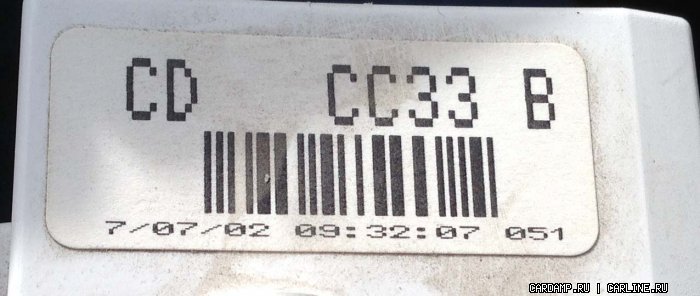 CD CC33 B
7/07/02 09:32:07 051
CARDAMP.RU | CARLINE.RU